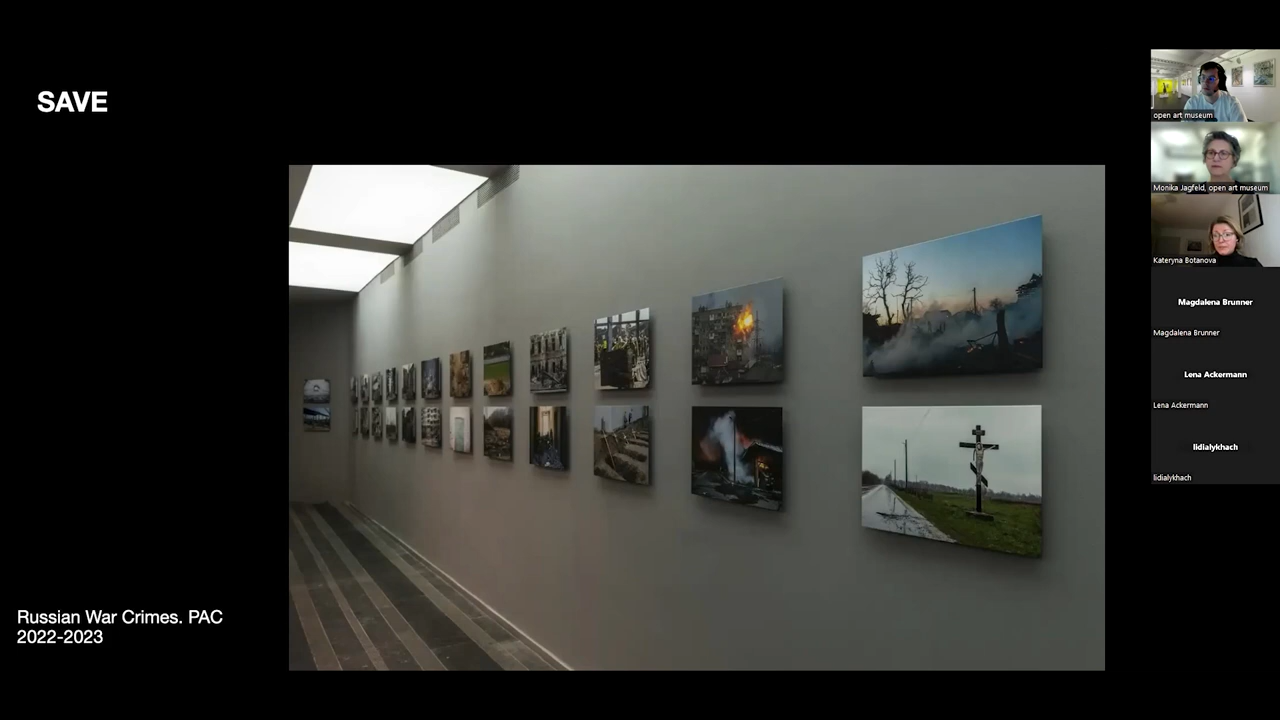 SAVE
Russian War Crimes. PAC
2022-2023
open art museum
Monika Jagfeld, open art museum
Kateryna Botanova
Magdalena Brunner
Magdalena Brunner
Lena Ackermann
Lena Ackermann
lidialykhach
lidialykhach